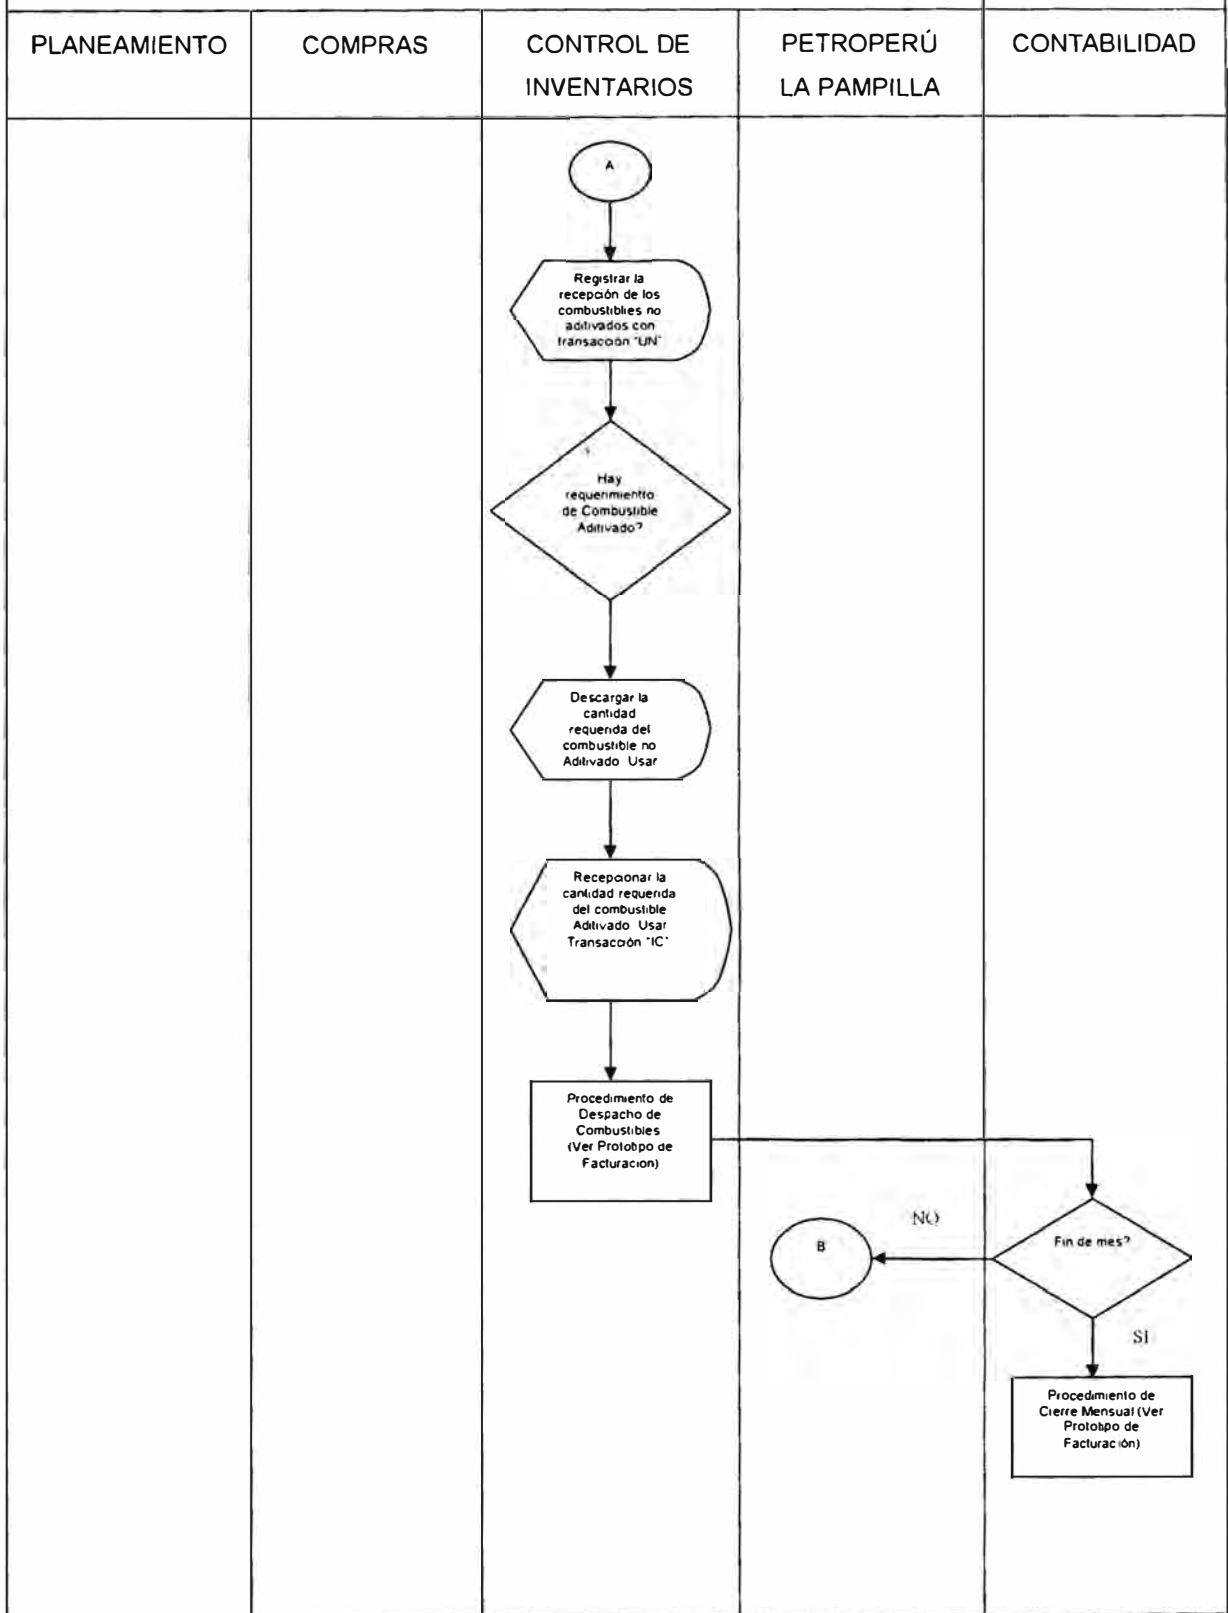 PLANEAMIENTO
COMPRAS
CONTROL DE
INVENTARIOS
PETROPERÚ
LA PAMPILLA
CONTABILIDAD
A
Registrar la
recepción de los
combustiblies no
aditivados con
transacción "UN"
Hay
requerimientro
de Combustible
Aditivado?
Descargar la
cantidad
requerida del
combustible no
Aditivado Usar
Recepcionar la
cantidad requerida
del combustible
Aditivado Usar
Transacción "IC"
Procedimiento de
Despacho de
Combustibles
(Ver Prototipo de
Facturacion)
NO
B
Fin de mes?
SI
Procedimiento de
Cierre Mensual (Ver
Prototipo de
Facturación)